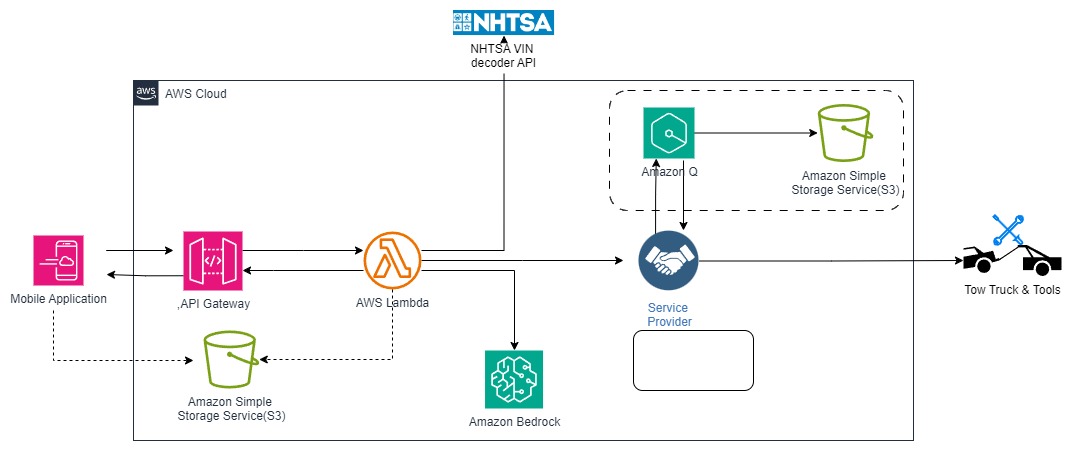 NHTSA
NHTSA VIN
decoder API
aws
AWS Cloud
Amazon Q
Amazon Simple
Storage Service(S3)
Mobile Application
,API Gateway
</>
AWS Lambda
Service
Provider
Tow Truck & Tools
Amazon Simple
Storage Service(S3)
Amazon Bedrock